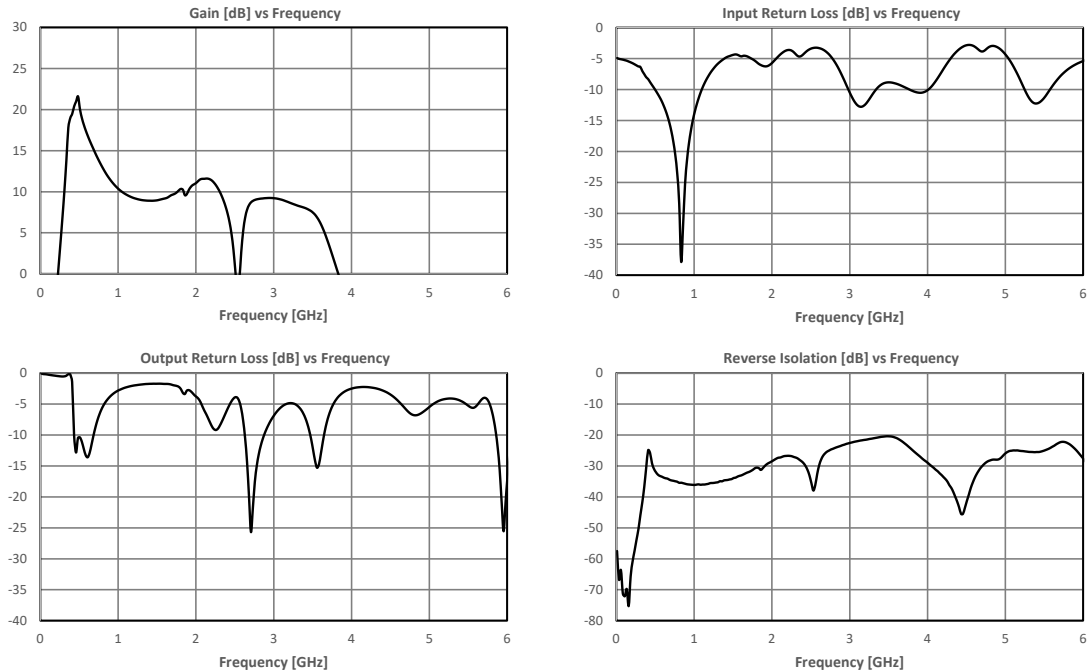 Gain [dB] vs Frequency
30
25
20
15
10
5
0
0 1 2 3 4 5 6
Frequency [GHz]
Input Return Loss [dB] vs Frequency
0
-5
-10
-15
-20
-25
-30
-35
-40
0 1 2 3 4 5 6
Frequency [GHz]
Output Return Loss [dB] vs Frequency
0
-5
-10
-15
-20
-25
-30
-35
-40
0 1 2 3 4 5 6
Frequency [GHz]
Reverse Isolation [dB] vs Frequency
0
-10
-20
-30
-40
-50
-60
-70
-80
0 1 2 3 4 5 6
Frequency [GHz]